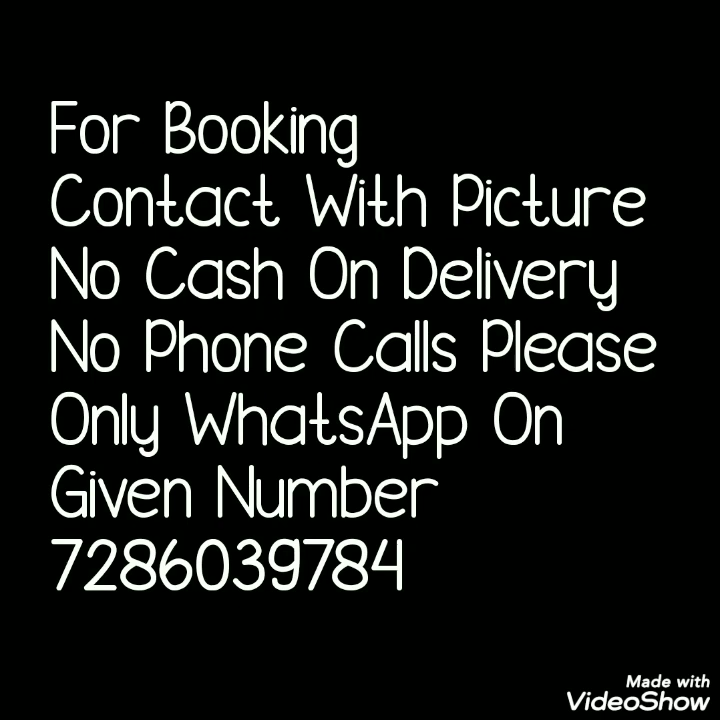 For Booking
Contact With Picture
No Cash On Delivery
No Phone Calls Please
Only WhatsApp On
Given Number
7286039784
Made with
VideoShow